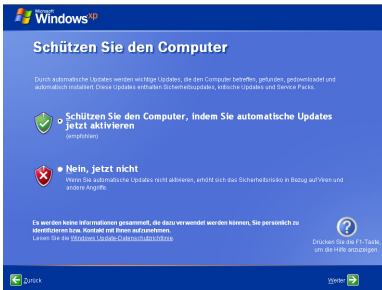 Microsoft
Windows xp
Schützen Sie den Computer
Durch automatische Updates werden wichtige Updates, die den Computer betreffen, gefunden, gedownloadet und
automatisch installiert. Diese Updates enthalten Sicherheitsupdates, kritische Updates und Service Packs.
Schützen Sie den Computer, indem Sie automatische Updates
jetzt aktivieren
(empfohlen)
Nein, jetzt nicht
Wenn Sie automatische Updates nicht aktivieren, erhöht sich das Sicherheitsrisiko in Bezug auf Viren und
andere Angriffe.
Es werden keine Informationen gesammelt, die dazu verwendet werden können, Sie persönlich zu
identifizieren bzw. Kontakt mit Ihnen aufzunehmen.
Lesen Sie die Windows Update-Datenschutzrichtlinie.
Drücken Sie die F1-Taste,
um die Hilfe anzuzeigen.
Zurück
Weiter